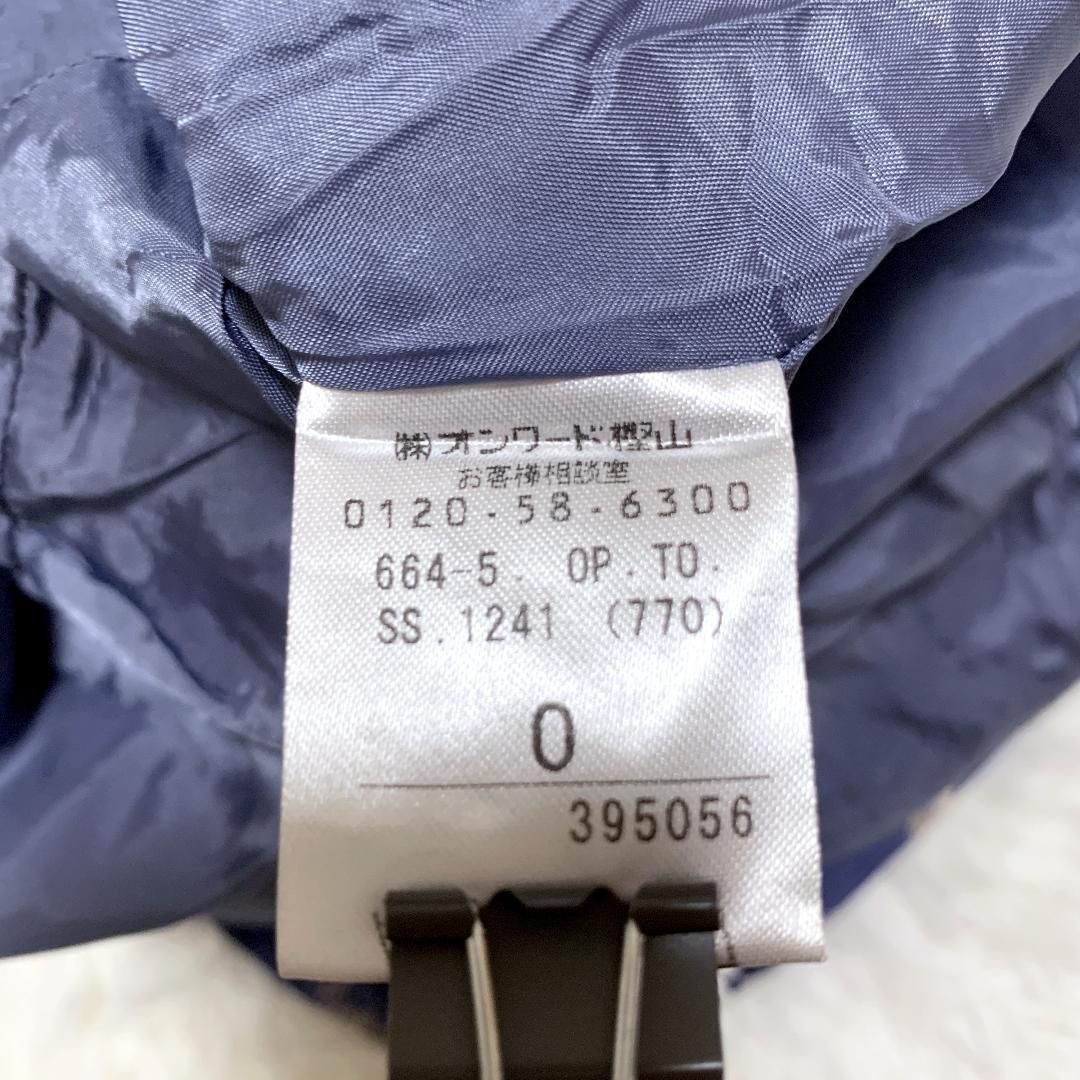 ㈱オンワード樫山
お客様相談室
0120-58-6300
664-5. OP.TO.
SS.1241 (770)
0
395056